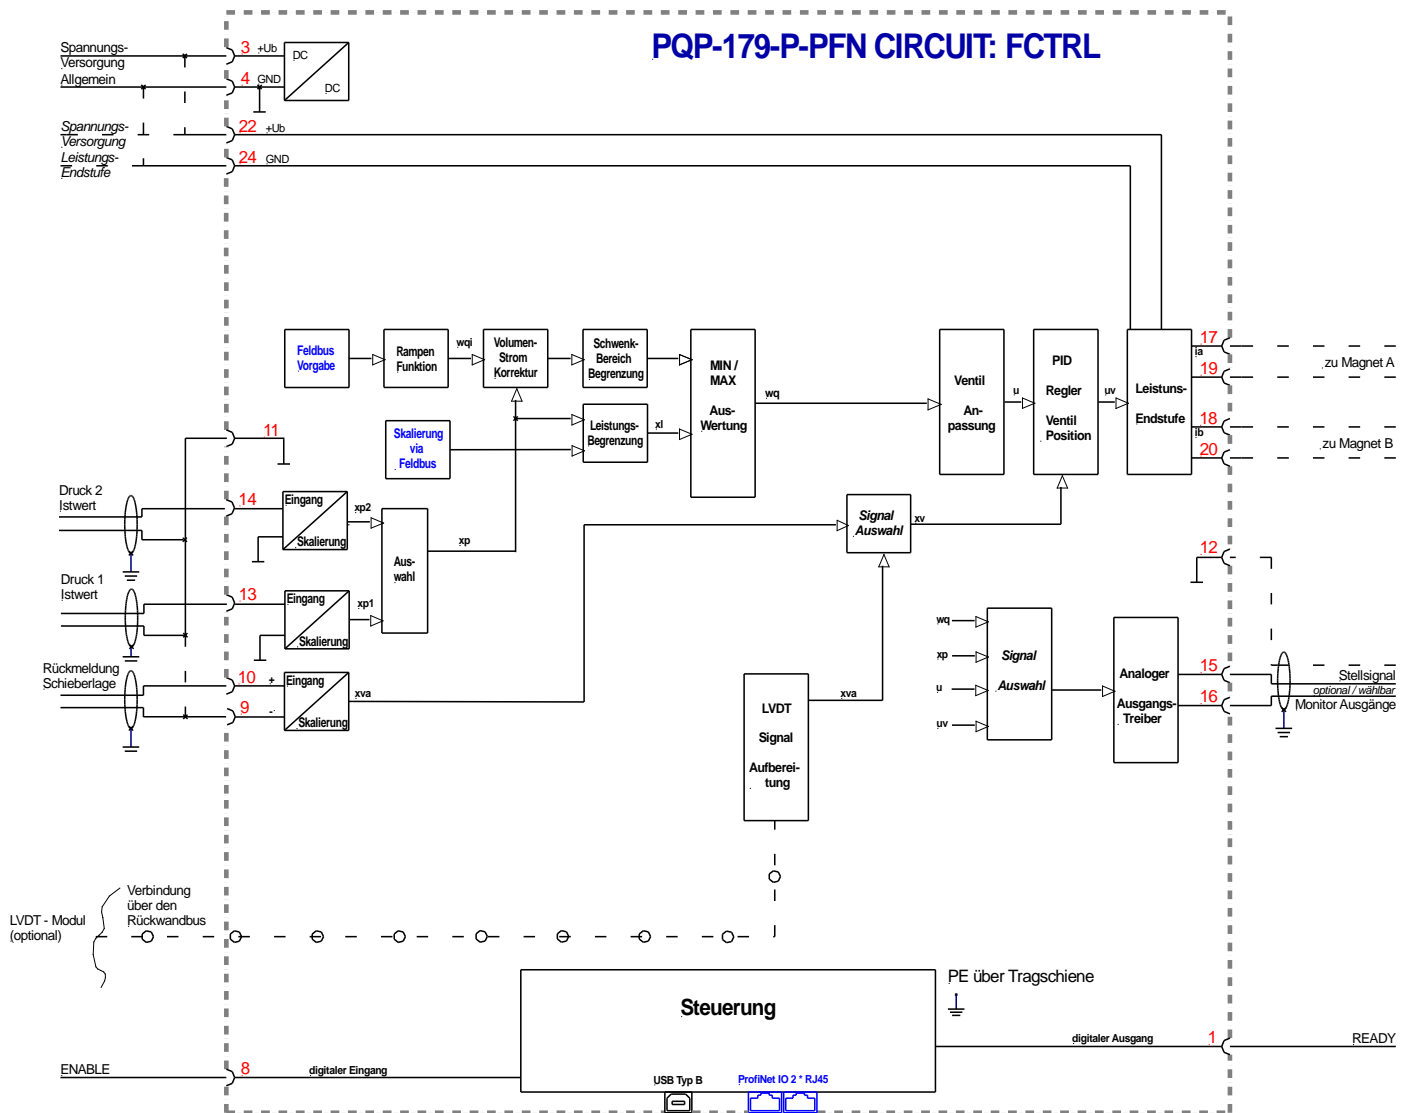 PQP-179-P-PFN CIRCUIT: FCTRL
Spannungs-
Versorgung
Allgemein
3 +Ub
4 GND
DC
DC
Spannungs-
Versorgung
Leistungs-
Endstufe
22 +Ub
24 GND
Feldbus
Vorgabe
Rampen
Funktion
wqi
Volumen-
Strom
Korrektur
Schwenk-
Bereich
Begrenzung
MIN /
MAX
Aus-
Wertung
wq
Ventil
An-
passung
u
PID
Regler
Ventil
Position
uv
Leistuns-
Endstufe
17
ia
19
zu Magnet A
18
ib
20
zu Magnet B
Skalierung
via
Feldbus
Leistungs-
Begrenzung
xl
11
Druck 2
Istwert
14
Eingang
Skalierung
xp2
Aus-
wahl
xp
Signal
Auswahl
xv
12
Druck 1
Istwert
13
Eingang
Skalierung
xp1
Rückmeldung
Schieberlage
10 +
9 -
Eingang
Skalierung
xva
LVDT
Signal
Aufberei-
tung
xva
wq
xp
u
uv
Signal
Auswahl
Analoger
Ausgangs-
Treiber
15
16
Stellsignal
optional / wählbar
Monitor Ausgänge
LVDT - Modul
(optional)
Verbindung
über den
Rückwandbus
Steuerung
PE über Tragschiene
digitaler Ausgang
1
READY
ENABLE
8
digitaler Eingang
USB Typ B
ProfiNet IO 2 * RJ45